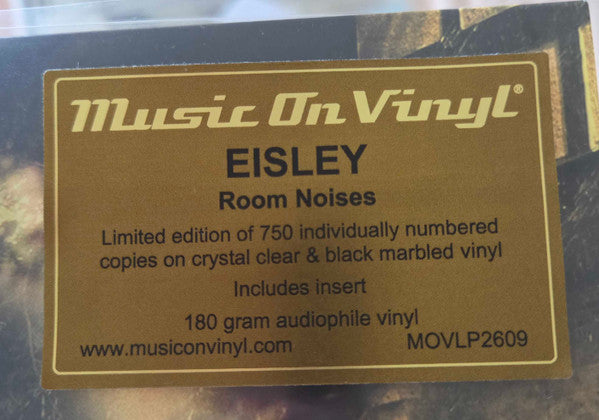 Music On Vinyl®
EISLEY
Room Noises
Limited edition of 750 individually numbered
copies on crystal clear & black marbled vinyl
Includes insert
180 gram audiophile vinyl
www.musiconvinyl.com MOVLP2609